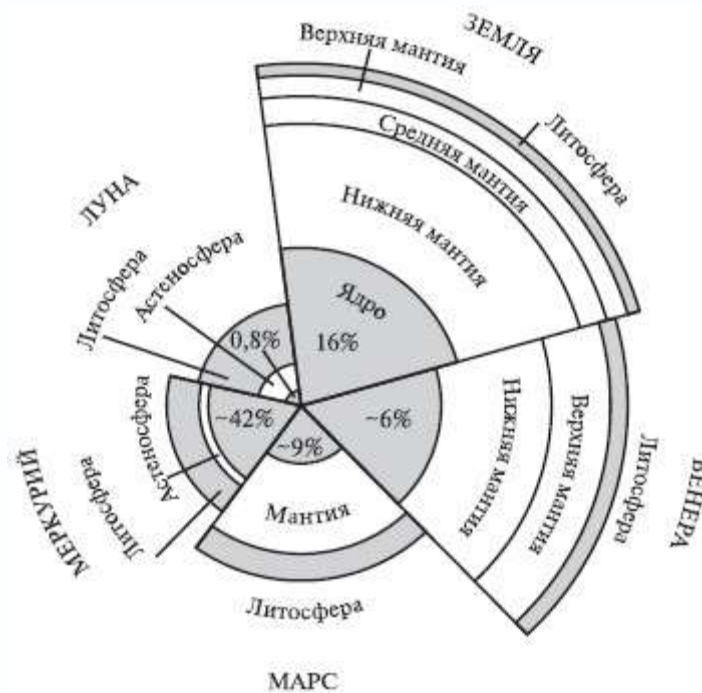 ЗЕМЛЯ
Верхняя мантия
Литосфера
Средняя мантия
Нижняя мантия
Ядро
16%
ЛУНА
Литосфера
Астеносфера
0,8%
МЕРКУРИЙ
Литосфера
Астеносфера
~42%
МАРС
~9%
Мантия
Литосфера
ВЕНЕРА
~6%
Нижняя мантия
Верхняя мантия
Литосфера